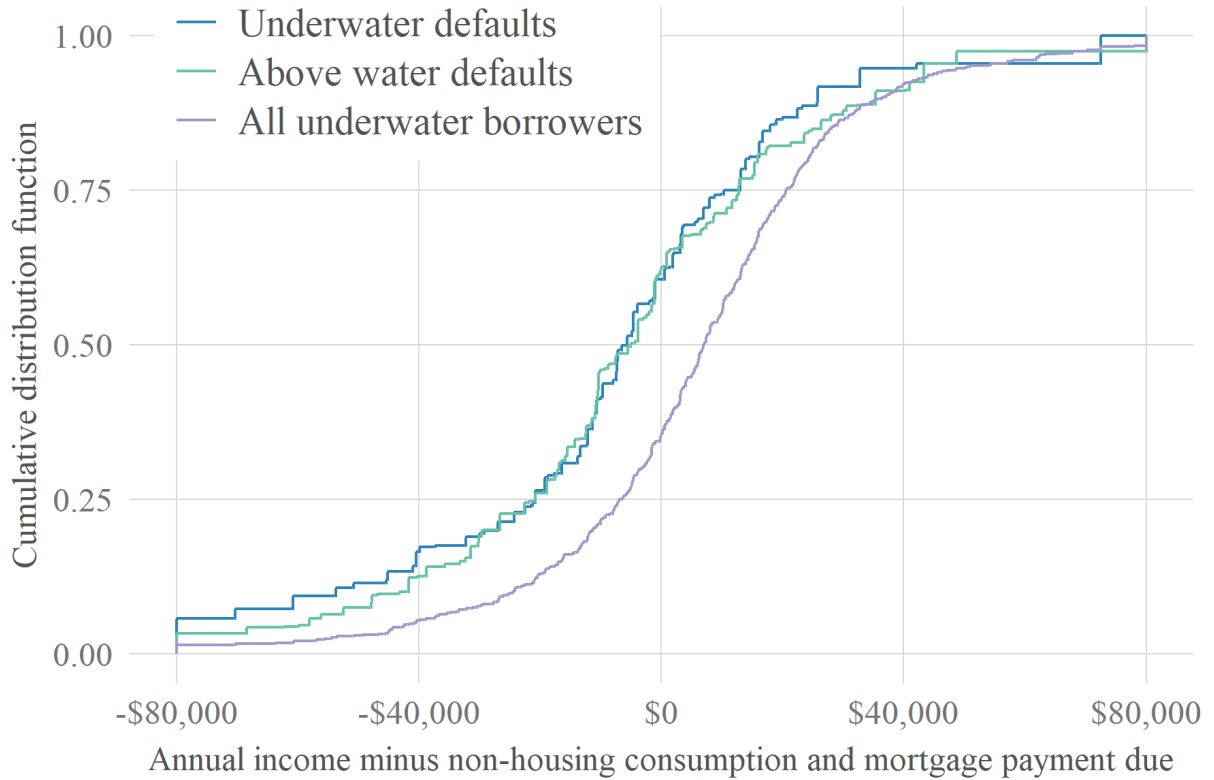 Underwater defaults
Above water defaults
All underwater borrowers
Cumulative distribution function
1.00
0.75
0.50
0.25
0.00
-$80,000
-$40,000
$0
$40,000
$80,000
Annual income minus non-housing consumption and mortgage payment due